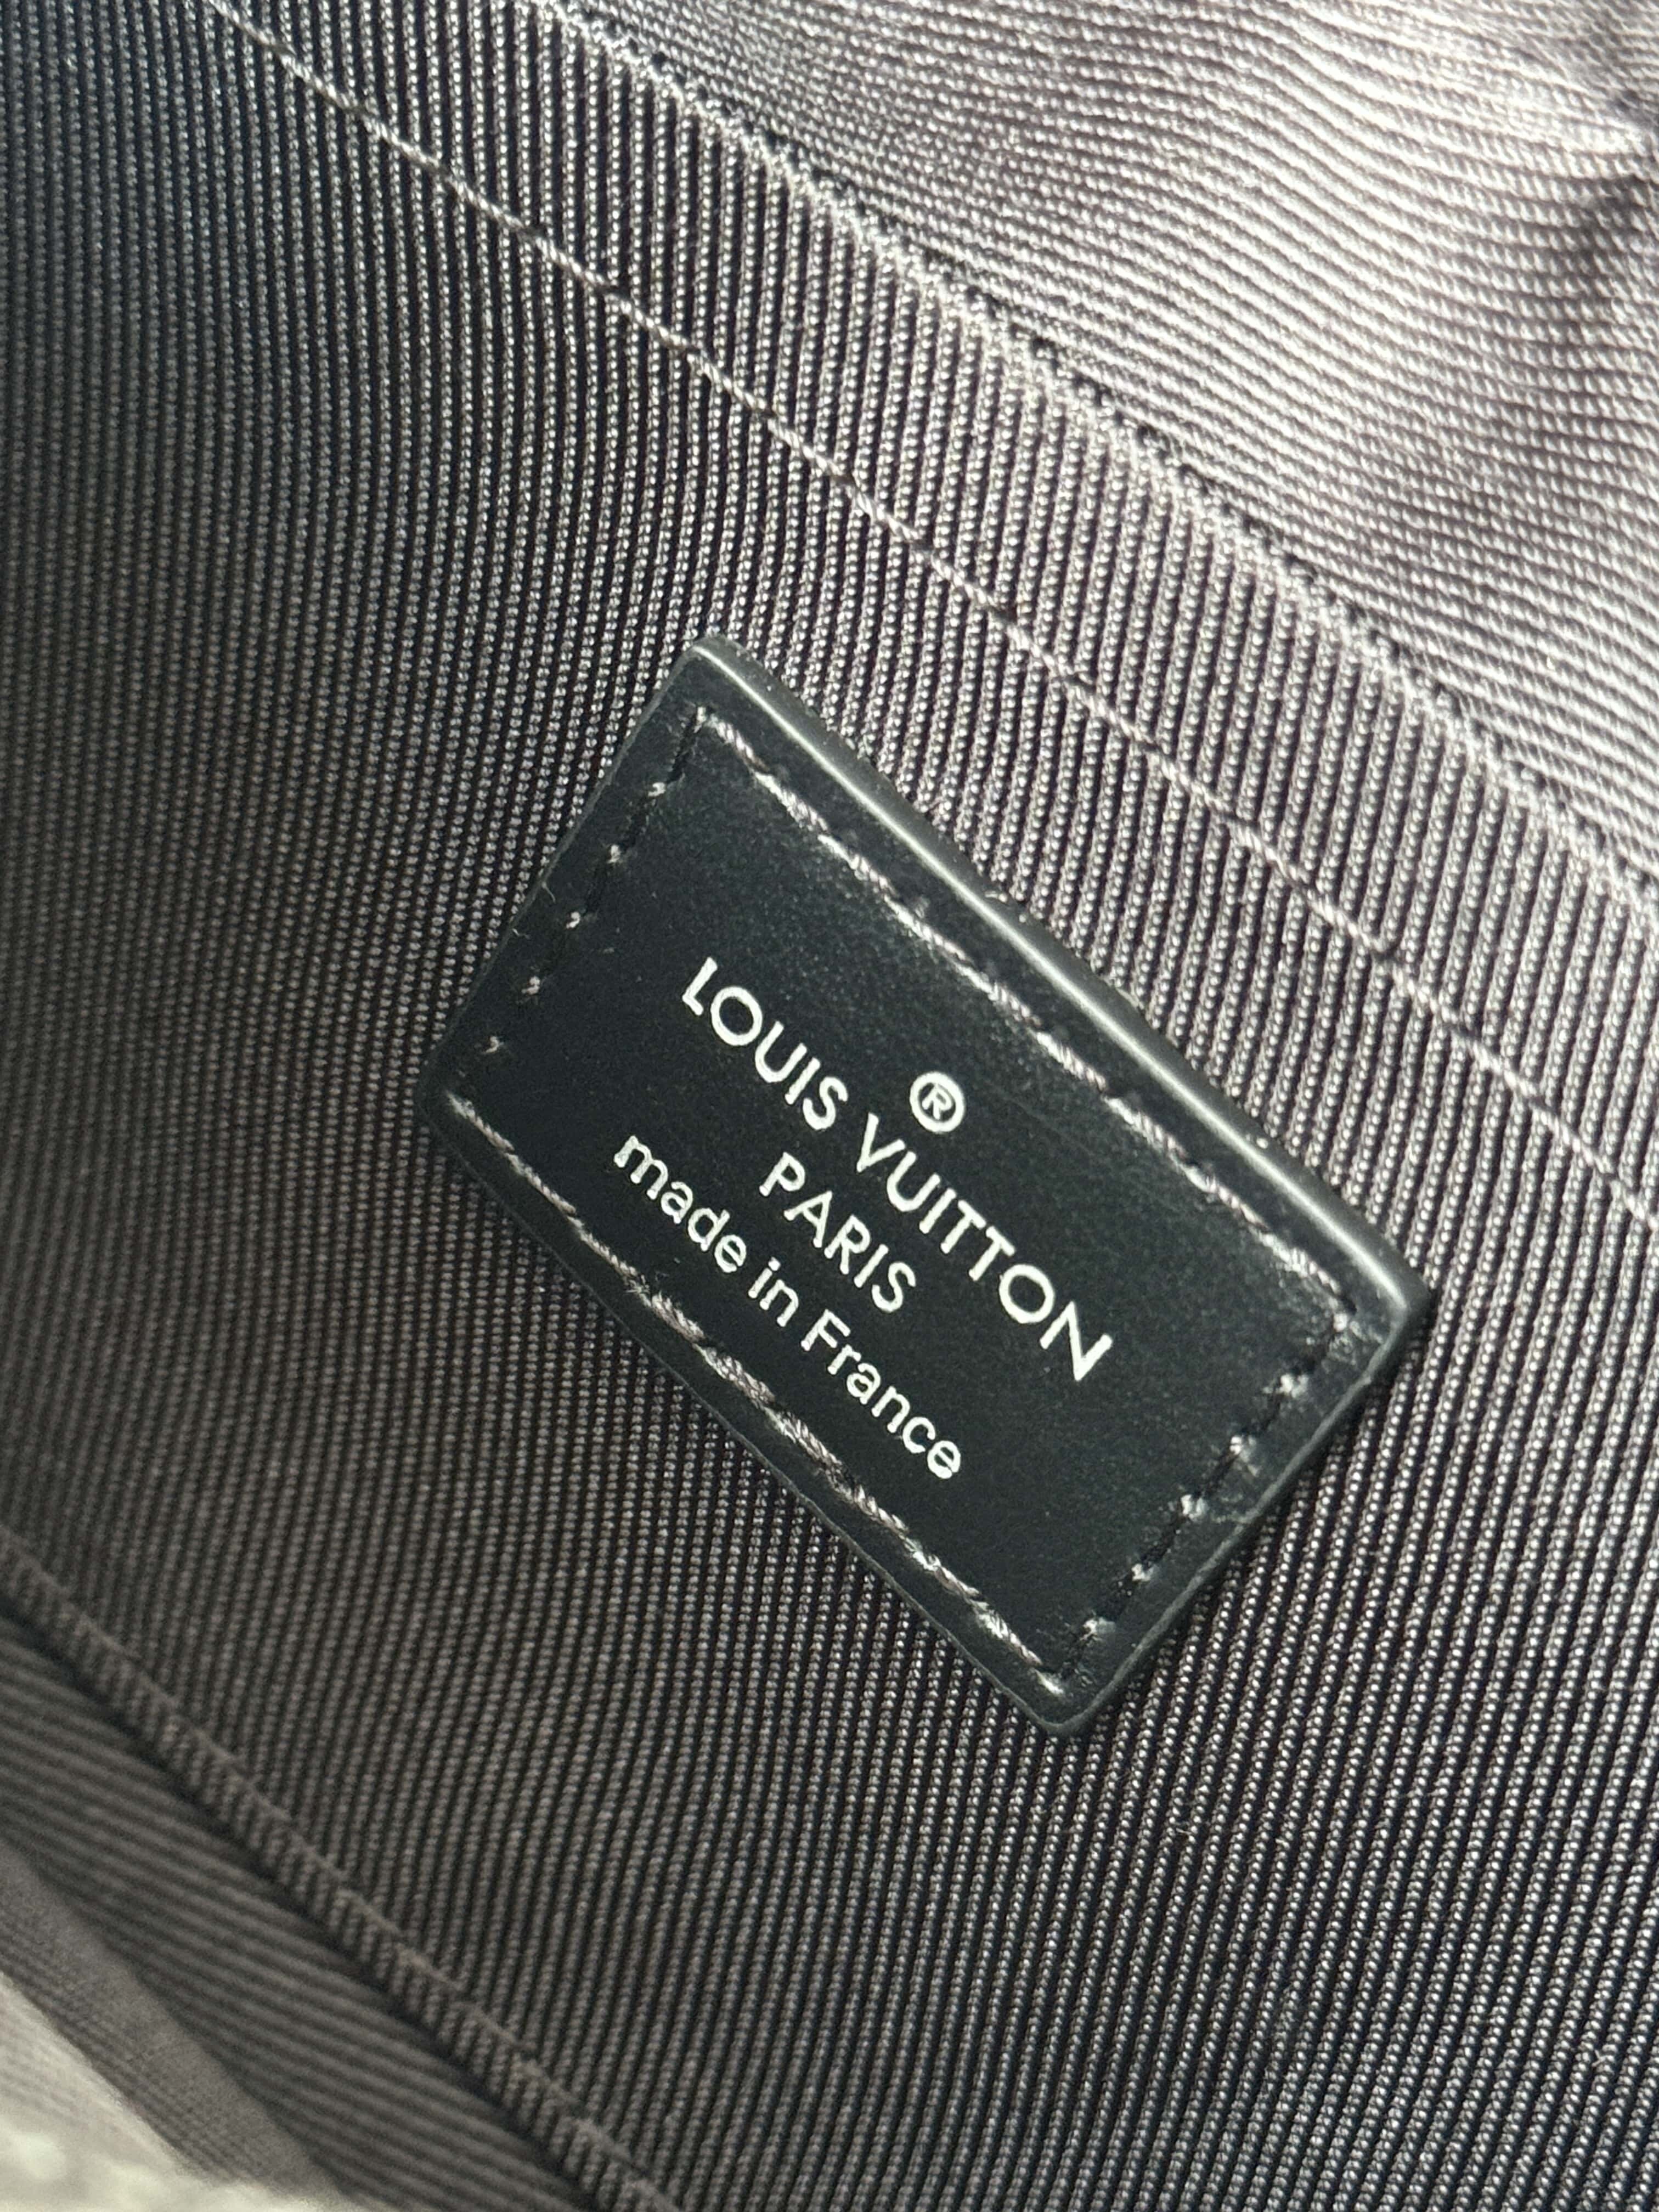 ®
LOUIS VUITTON
PARIS
made in France